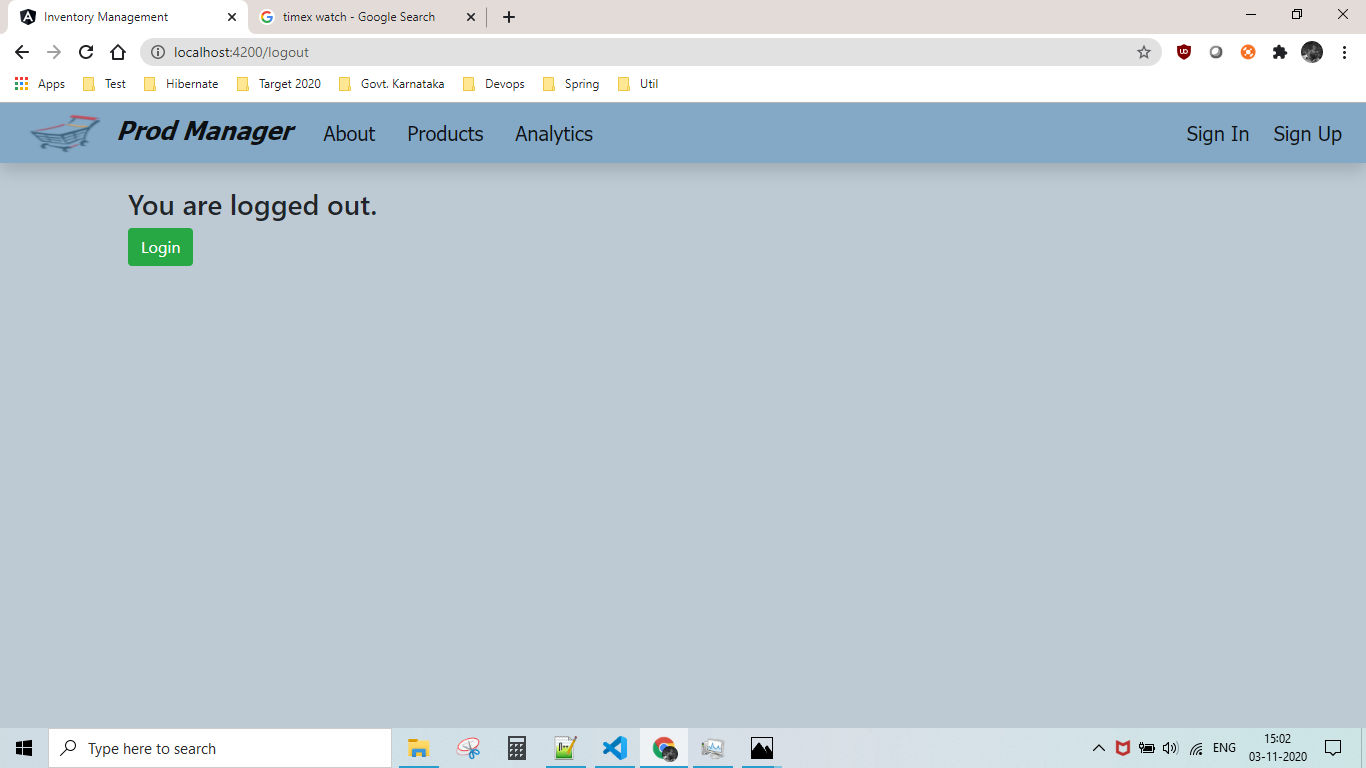 Inventory Management
timex watch - Google Search
localhost:4200/logout
Apps Test Hibernate Target 2020 Govt. Karnataka Devops Spring Util
Prod Manager About Products Analytics Sign In Sign Up
You are logged out.
Login
Type here to search
ENG
15:02
03-11-2020